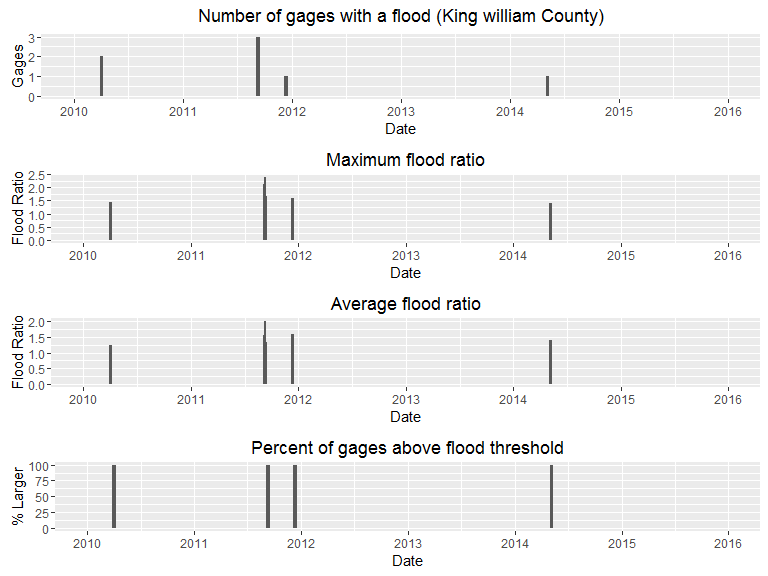 Number of gages with a flood (King william County)
Gages
3
2
1
0
2010 2011 2012 2013 2014 2015 2016
Date
Maximum flood ratio
Flood Ratio
2.5
2.0
1.5
1.0
0.5
0.0
2010 2011 2012 2013 2014 2015 2016
Date
Average flood ratio
Flood Ratio
2.0
1.5
1.0
0.5
0.0
2010 2011 2012 2013 2014 2015 2016
Date
Percent of gages above flood threshold
% Larger
100
75
50
25
0
2010 2011 2012 2013 2014 2015 2016
Date